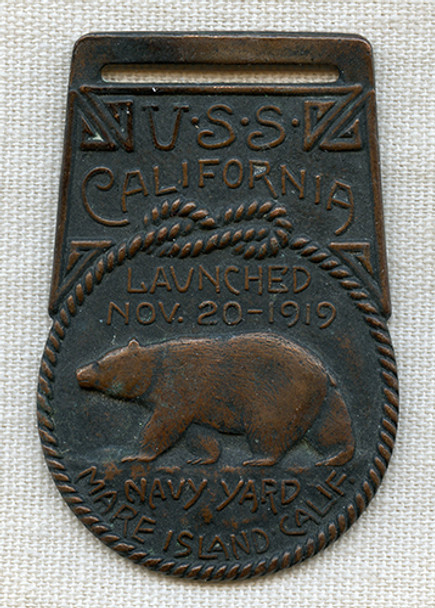 U·S·S·
CALIFORNIA
LAUNCHED
NOV. 20-1919
NAVY YARD
MARE ISLAND CALIF.